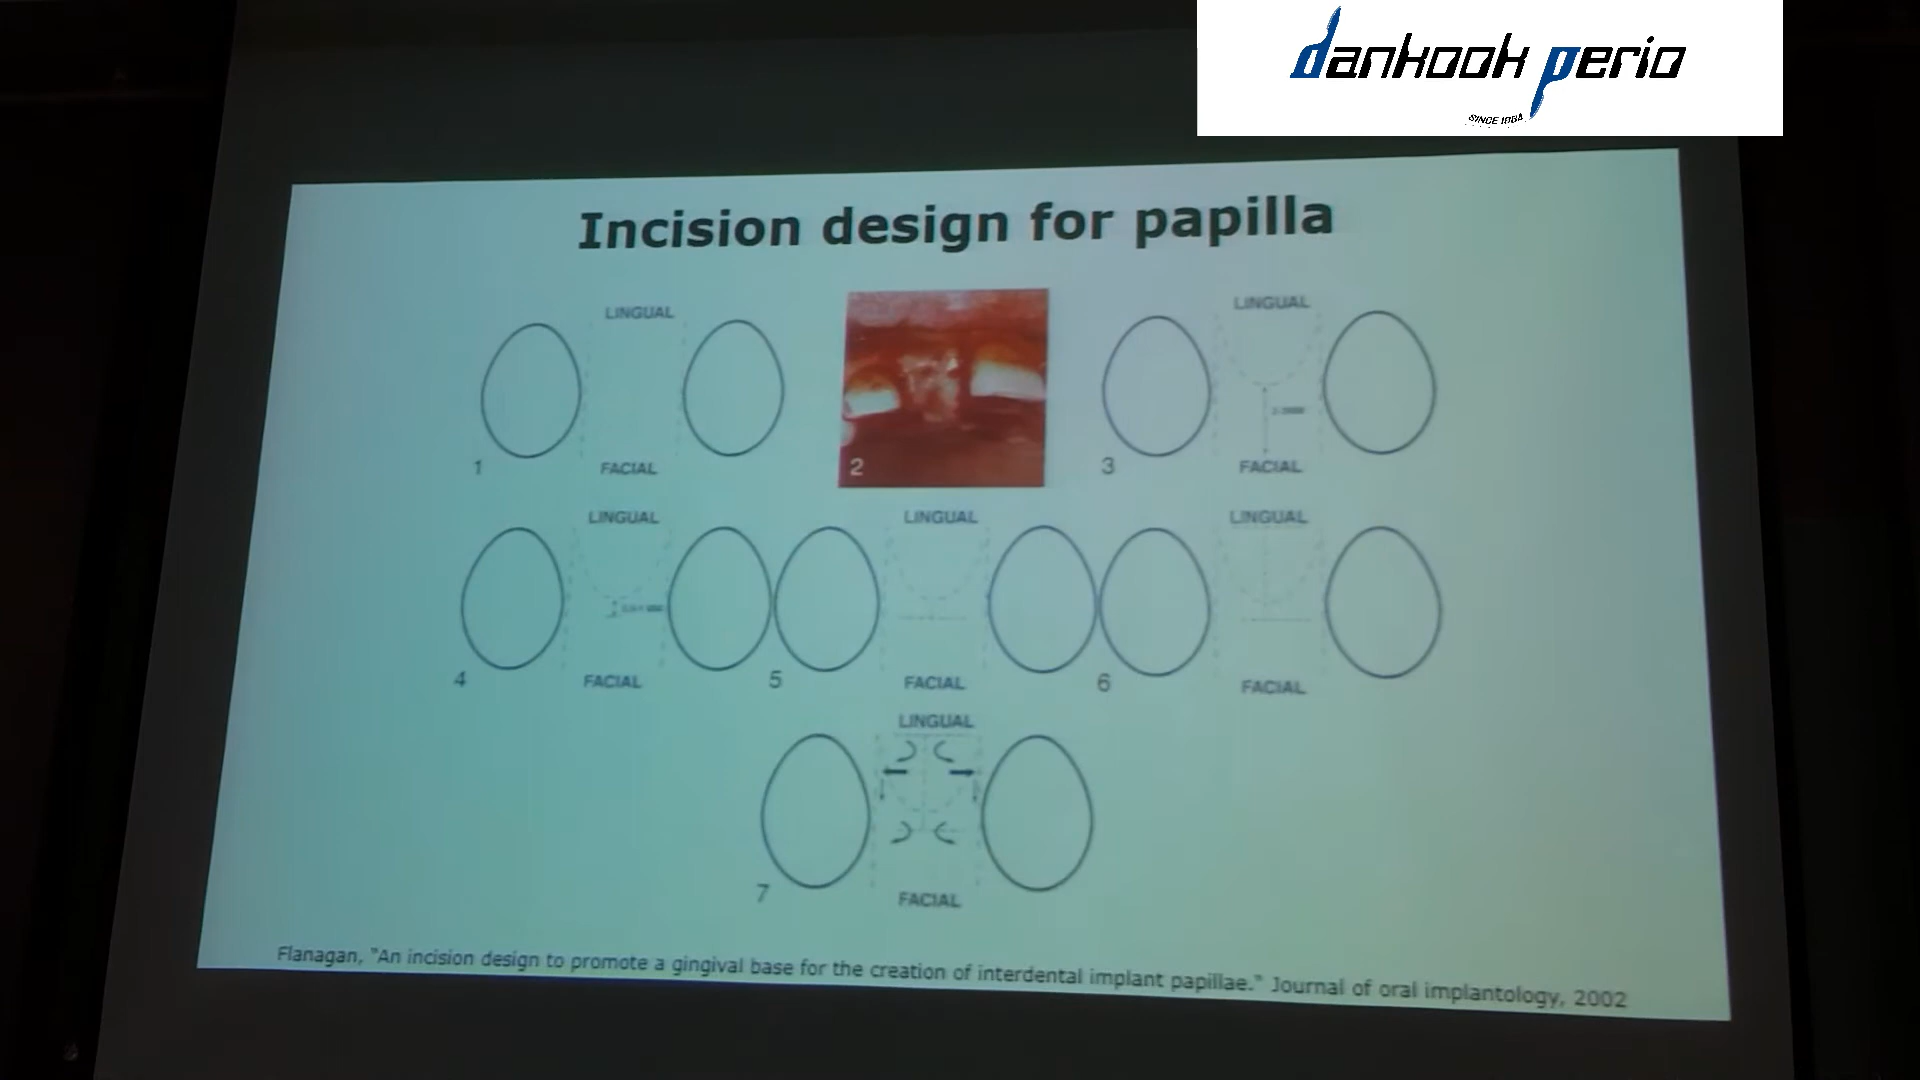 dankook perio
SINCE 1984
Incision design for papilla
LINGUAL
1
FACIAL
2
LINGUAL
3
FACIAL
LINGUAL
4
FACIAL
LINGUAL
5
FACIAL
LINGUAL
6
FACIAL
LINGUAL
7
FACIAL
Flanagan, "An incision design to promote a gingival base for the creation of interdental implant papillae." Journal of oral implantology, 2002